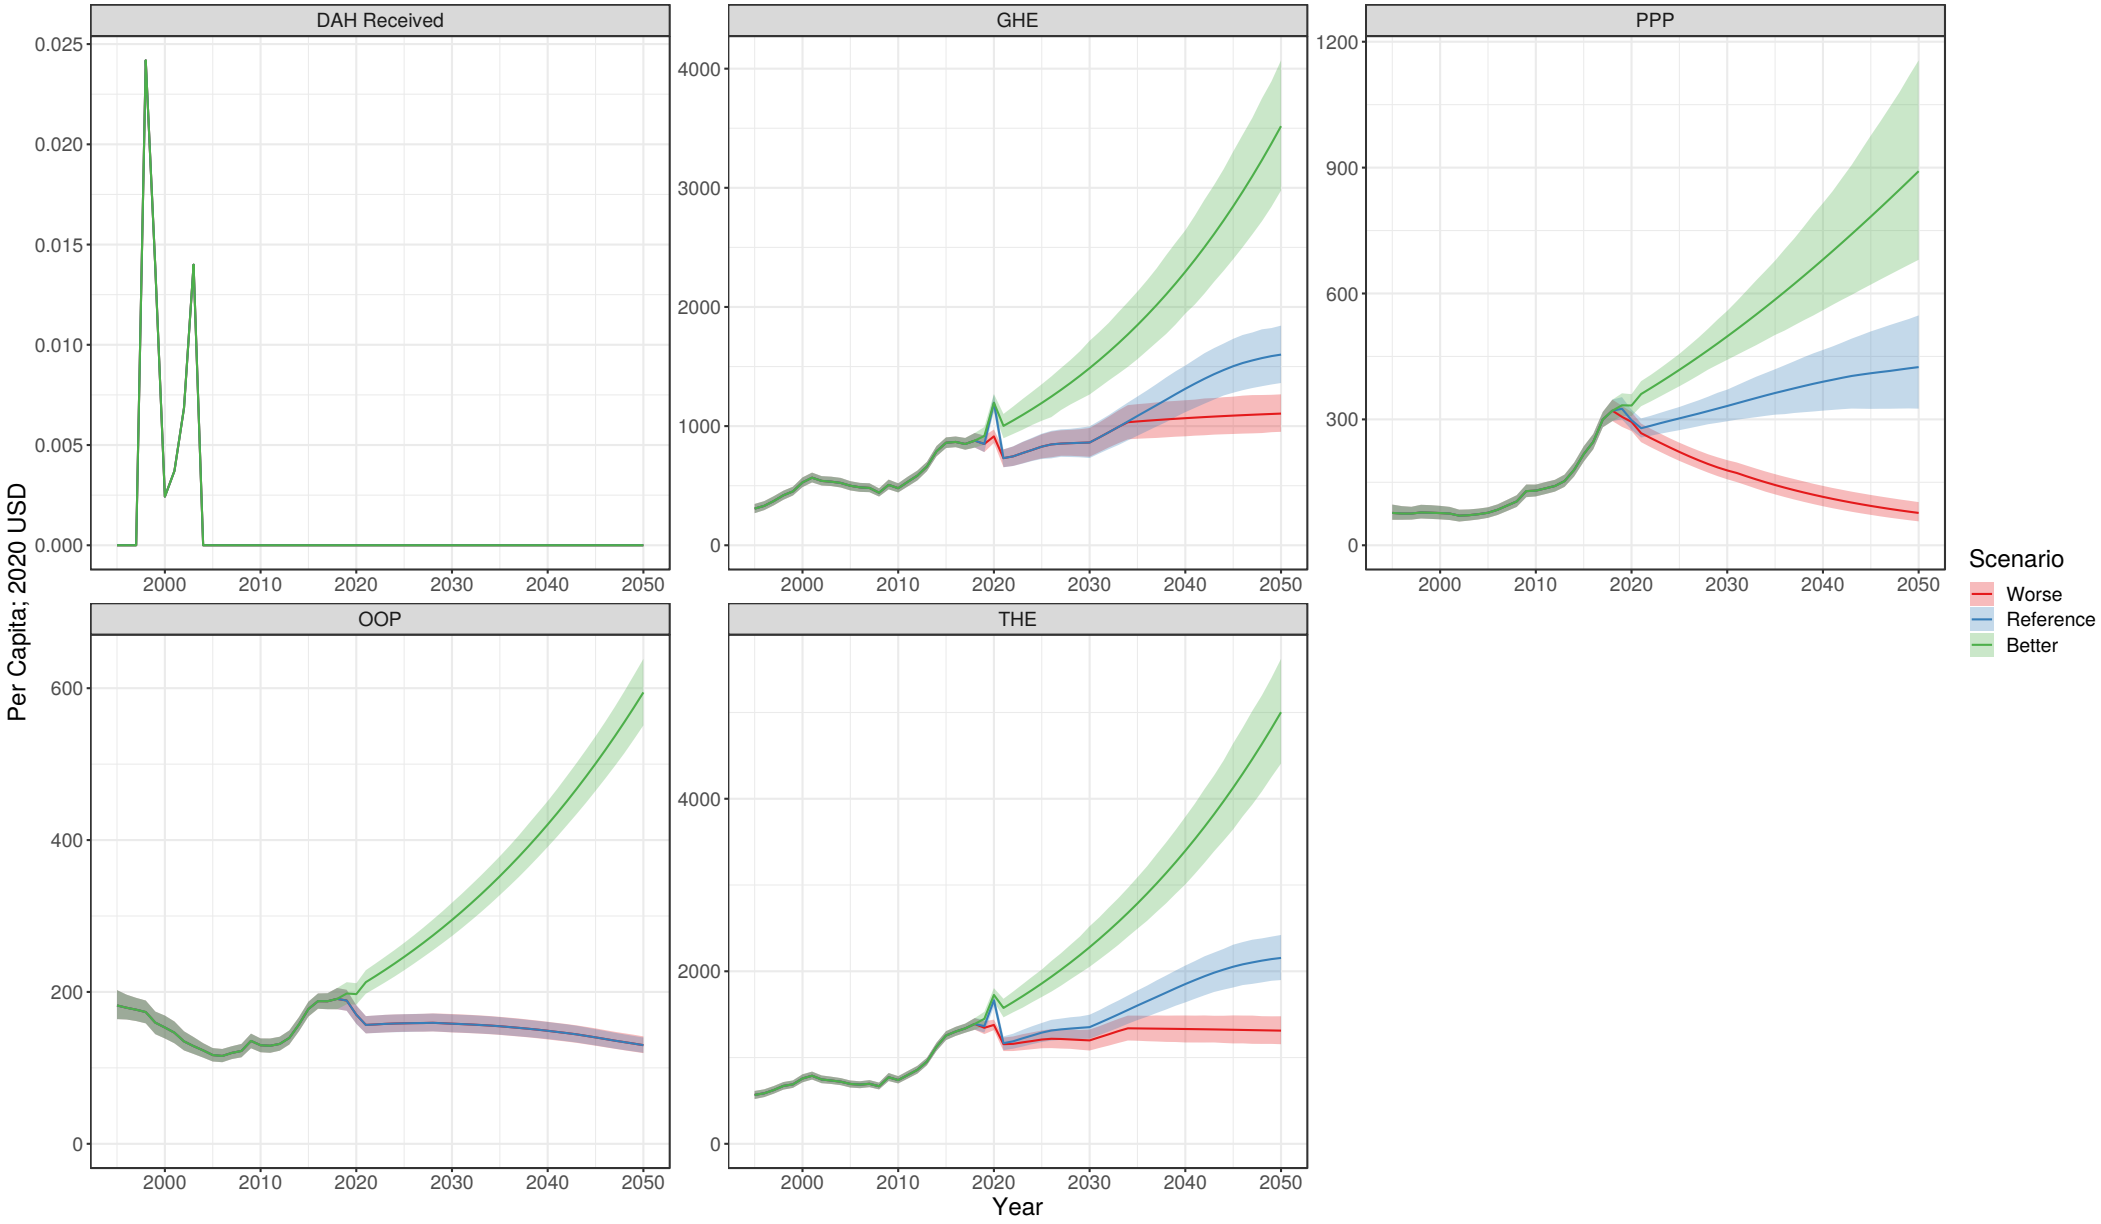 DAH Received
GHE
PPP
0.025
0.020
0.015
0.010
0.005
0.000
2000 2010 2020 2030 2040 2050
4000
3000
2000
1000
0
2000 2010 2020 2030 2040 2050
1200
900
600
300
0
2000 2010 2020 2030 2040 2050
OOP
THE
600
400
200
0
2000 2010 2020 2030 2040 2050
4000
2000
0
2000 2010 2020 2030 2040 2050
Per Capita; 2020 USD
Year
Scenario
Worse
Reference
Better